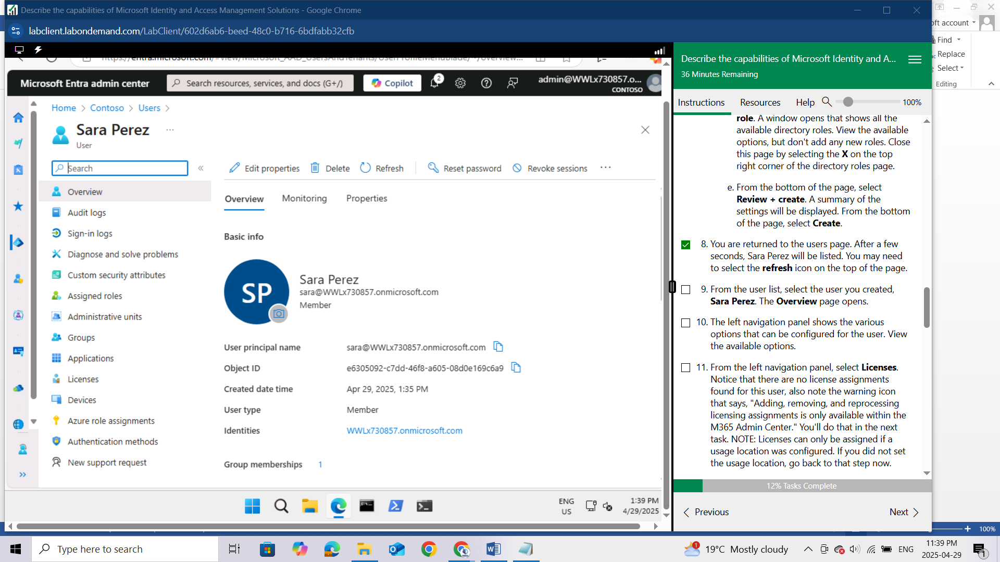 Describe the capabilities of Microsoft Identity and Access Management Solutions - Google Chrome
labclient.labondemand.com/LabClient/602d6ab6-beed-48c0-b716-6bdfabb32cfb
Microsoft Entra admin center
Search resources, services, and docs (G+/)
Copilot
2
admin@WWLx730857.o...
CONTOSO
Home > Contoso > Users >
Sara Perez ...
User
Search
«
Edit properties
Delete
Refresh
Reset password
Revoke sessions
...
Overview
Audit logs
Sign-in logs
Diagnose and solve problems
Custom security attributes
Assigned roles
Administrative units
Groups
Applications
Licenses
Devices
Azure role assignments
Authentication methods
New support request
Overview Monitoring Properties
Basic info
SP
Sara Perez
sara@WWLx730857.onmicrosoft.com
Member
User principal name sara@WWLx730857.onmicrosoft.com
Object ID e6305092-c7dd-46f8-a605-08d0e169c6a9
Created date time Apr 29, 2025, 1:35 PM
User type Member
Identities WWLx730857.onmicrosoft.com
Group memberships 1
ENG
US
1:39 PM
4/29/2025
Describe the capabilities of Microsoft Identity and A...
36 Minutes Remaining
Instructions Resources Help 100%
role. A window opens that shows all the
available directory roles. View the available
options, but don't add any new roles. Close
this page by selecting the X on the top
right corner of the directory roles page.
e. From the bottom of the page, select
Review + create. A summary of the
settings will be displayed. From the bottom
of the page, select Create.
8. You are returned to the users page. After a few
seconds, Sara Perez will be listed. You may need
to select the refresh icon on the top of the page.
9. From the user list, select the user you created,
Sara Perez. The Overview page opens.
10. The left navigation panel shows the various
options that can be configured for the user. View
the available options.
11. From the left navigation panel, select Licenses.
Notice that there are no license assignments
found for this user, also note the warning icon
that says, "Adding, removing, and reprocessing
licensing assignments is only available within the
M365 Admin Center." You'll do that in the next
task. NOTE: Licenses can only be assigned if a
usage location was configured. If you did not set
the usage location, go back to that step now.
12% Tasks Complete
Previous
Next
account
Find
Replace
Select
Editing
100%
Type here to search
1
19°C Mostly cloudy
ENG
11:39 PM
2025-04-29
1